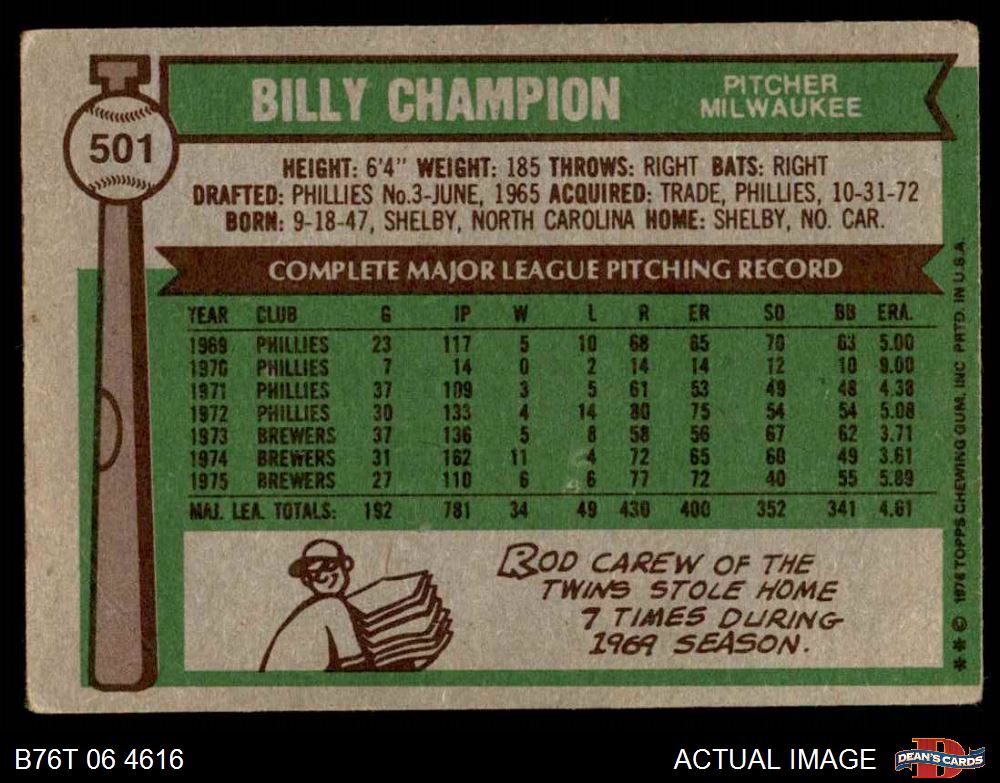 501
BILLY CHAMPION
PITCHER
MILWAUKEE
HEIGHT: 6'4" WEIGHT: 185 THROWS: RIGHT BATS: RIGHT
DRAFTED: PHILLIES No.3-JUNE, 1965 ACQUIRED: TRADE, PHILLIES, 10-31-72
BORN: 9-18-47, SHELBY, NORTH CAROLINA HOME: SHELBY, NO. CAR.
COMPLETE MAJOR LEAGUE PITCHING RECORD
YEAR CLUB G IP W L R ER SO BB ERA.
1969 PHILLIES 23 117 5 10 68 65 70 63 5.00
1970 PHILLIES 7 14 0 2 14 14 12 10 9.00
1971 PHILLIES 37 109 3 5 61 53 49 48 4.38
1972 PHILLIES 30 133 4 14 80 75 54 54 5.08
1973 BREWERS 37 136 5 8 58 56 67 62 3.71
1974 BREWERS 31 162 11 4 72 65 60 49 3.61
1975 BREWERS 27 110 6 6 77 72 40 55 5.89
MAJ. LEA. TOTALS: 192 781 34 49 430 400 352 341 4.61
ROD CAREW OF THE
TWINS STOLE HOME
7 TIMES DURING
1969 SEASON.
** © 1976 TOPPS CHEWING GUM, INC PRTD. IN U.S.A.
B76T 06 4616
ACTUAL IMAGE
D
DEAN'S CARDS